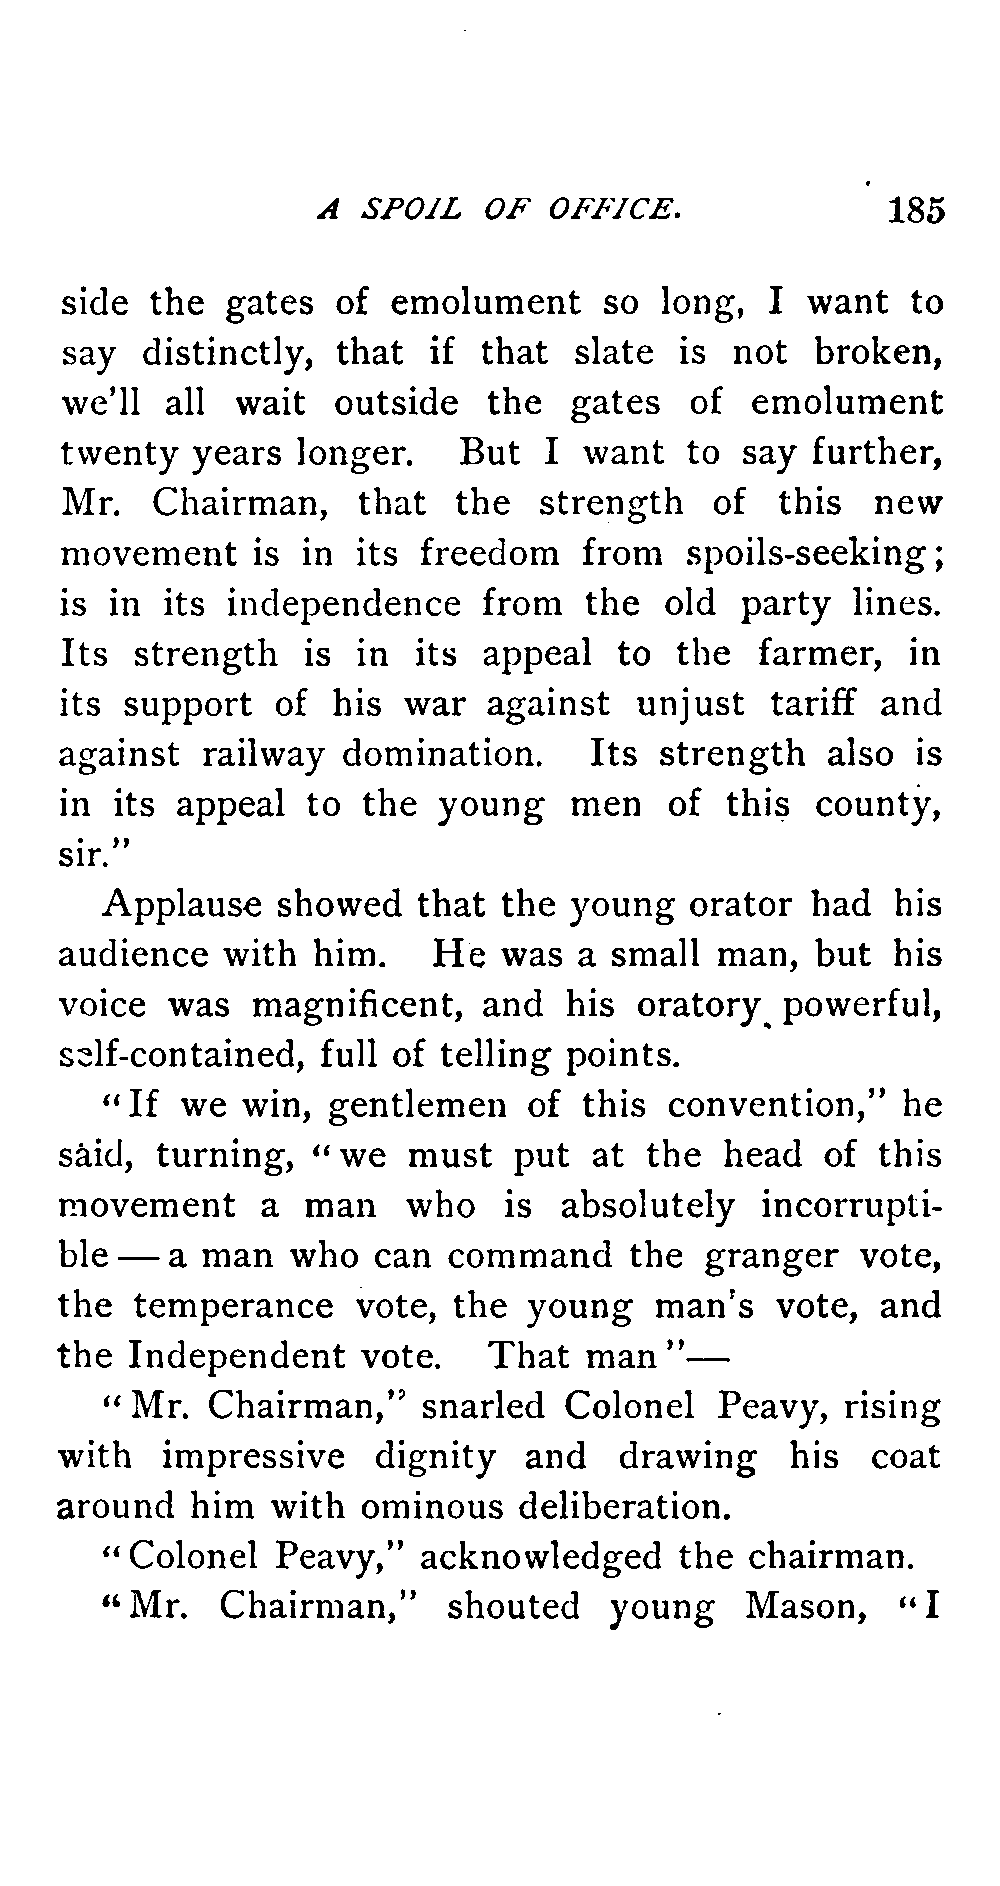 A SPOIL OF OFFICE. 185
side the gates of emolument so long, I want to
say distinctly, that if that slate is not broken,
we'll all wait outside the gates of emolument
twenty years longer. But I want to say further,
Mr. Chairman, that the strength of this new
movement is in its freedom from spoils-seeking;
is in its independence from the old party lines.
Its strength is in its appeal to the farmer, in
its support of his war against unjust tariff and
against railway domination. Its strength also is
in its appeal to the young men of this county,
sir."
Applause showed that the young orator had his
audience with him. He was a small man, but his
voice was magnificent, and his oratory powerful,
self-contained, full of telling points.
"If we win, gentlemen of this convention," he
said, turning, "we must put at the head of this
movement a man who is absolutely incorrupti-
ble — a man who can command the granger vote,
the temperance vote, the young man's vote, and
the Independent vote. That man"—
"Mr. Chairman," snarled Colonel Peavy, rising
with impressive dignity and drawing his coat
around him with ominous deliberation.
"Colonel Peavy," acknowledged the chairman.
"Mr. Chairman," shouted young Mason, "I